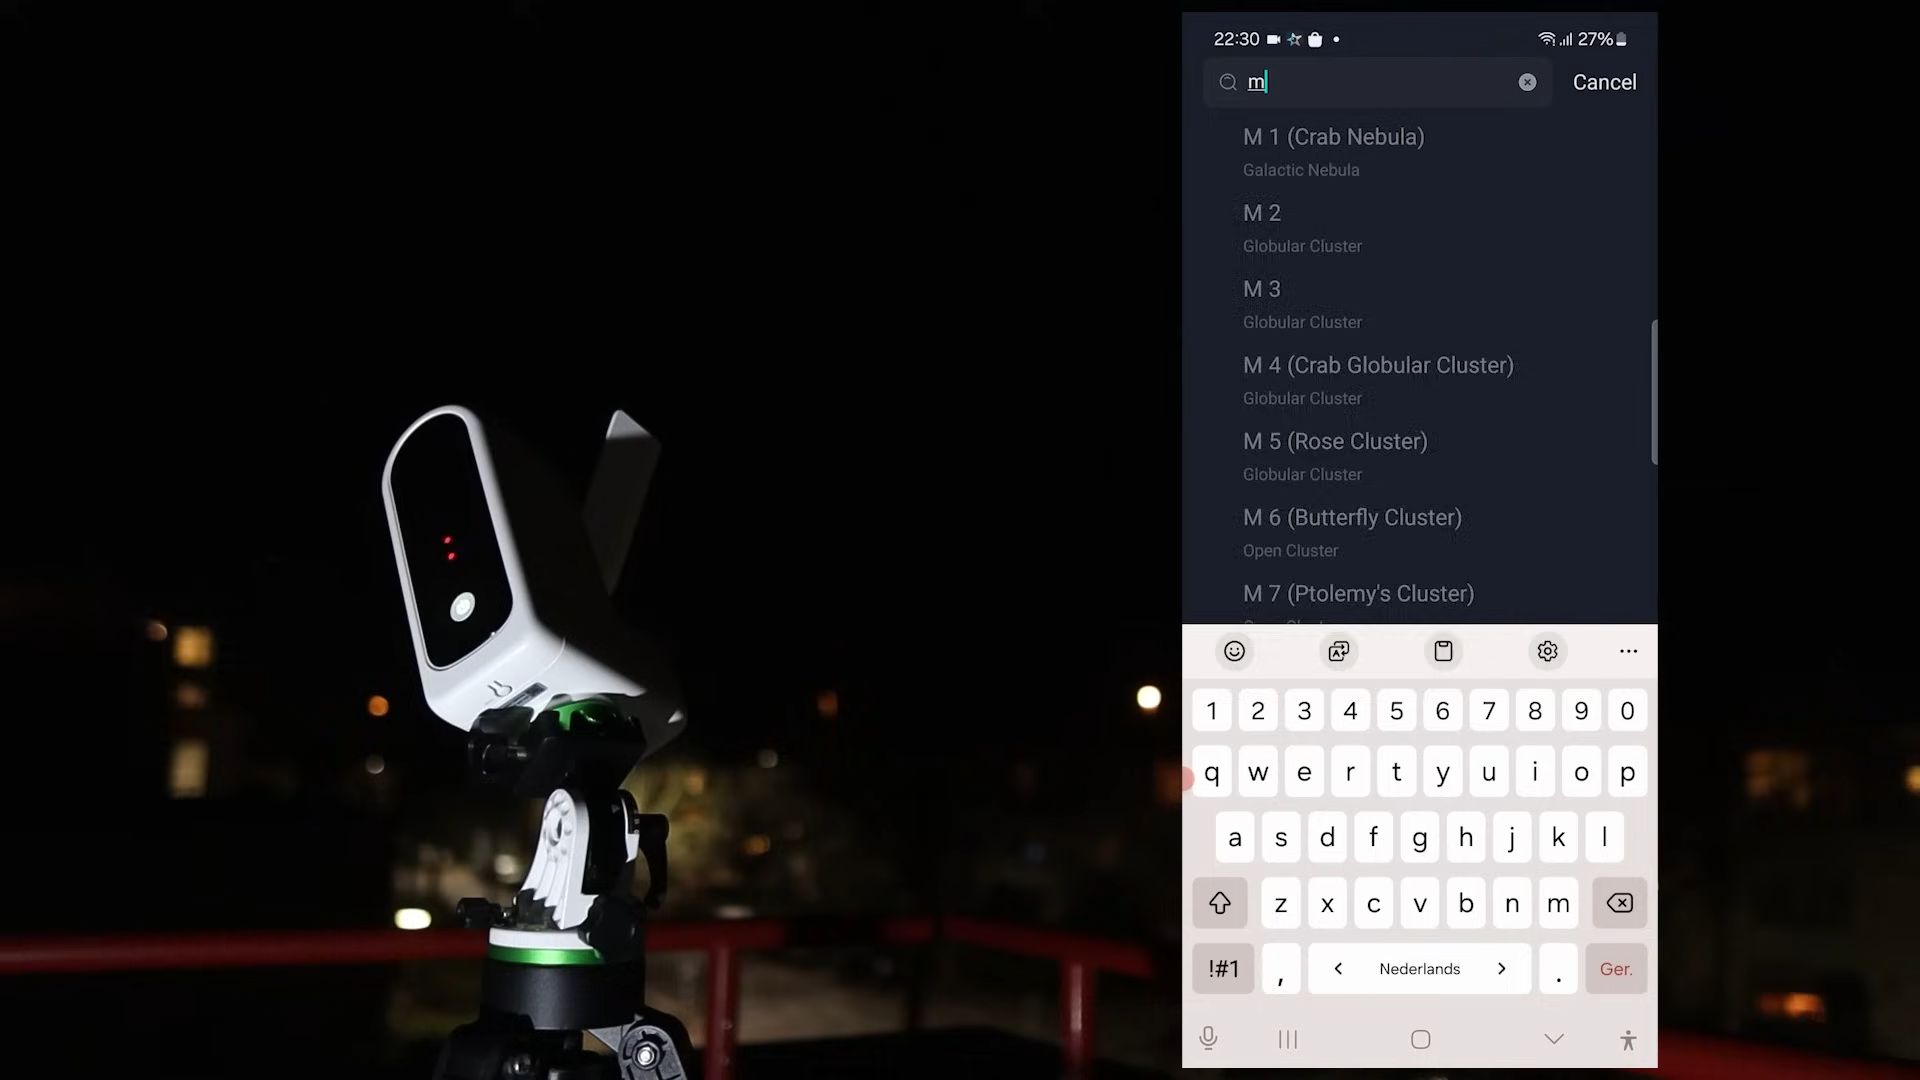 22:30
27%
m
Cancel
M 1 (Crab Nebula)
Galactic Nebula
M 2
Globular Cluster
M 3
Globular Cluster
M 4 (Crab Globular Cluster)
Globular Cluster
M 5 (Rose Cluster)
Globular Cluster
M 6 (Butterfly Cluster)
Open Cluster
M 7 (Ptolemy's Cluster)
1 2 3 4 5 6 7 8 9 0
q w e r t y u i o p
a s d f g h j k l
z x c v b n m
!#1 , < Nederlands > . Ger.